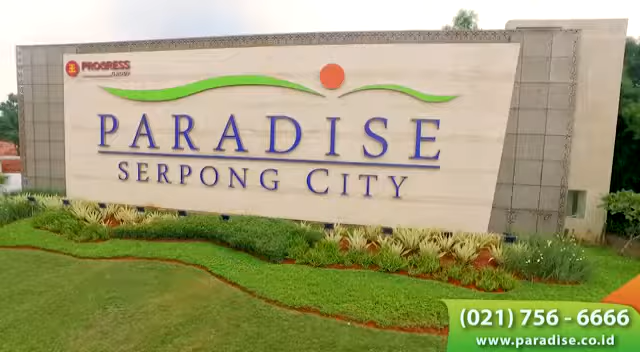 PROGRESS
PARADISE
SERPONG CITY
(021) 756 - 6666
www.paradise.co.id